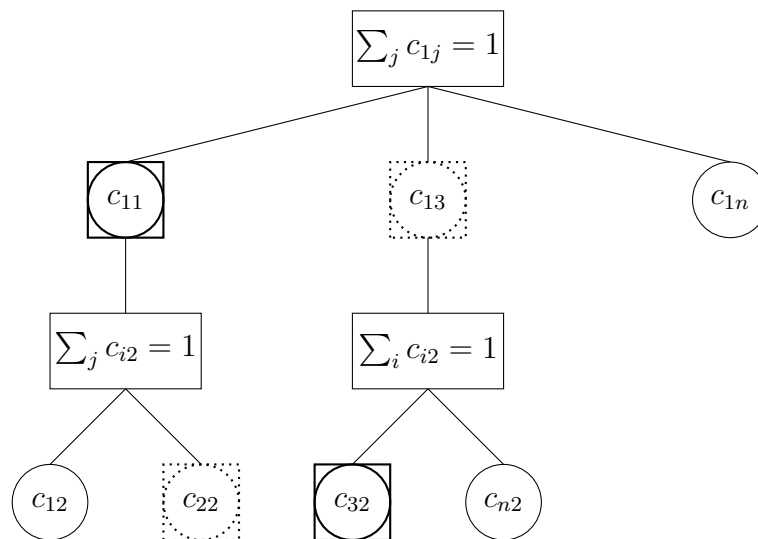 ∑_j c_{1j} = 1
c_{11} c_{13} c_{1n}
∑_j c_{i2} = 1 ∑_i c_{i2} = 1
c_{12} c_{22} c_{32} c_{n2}